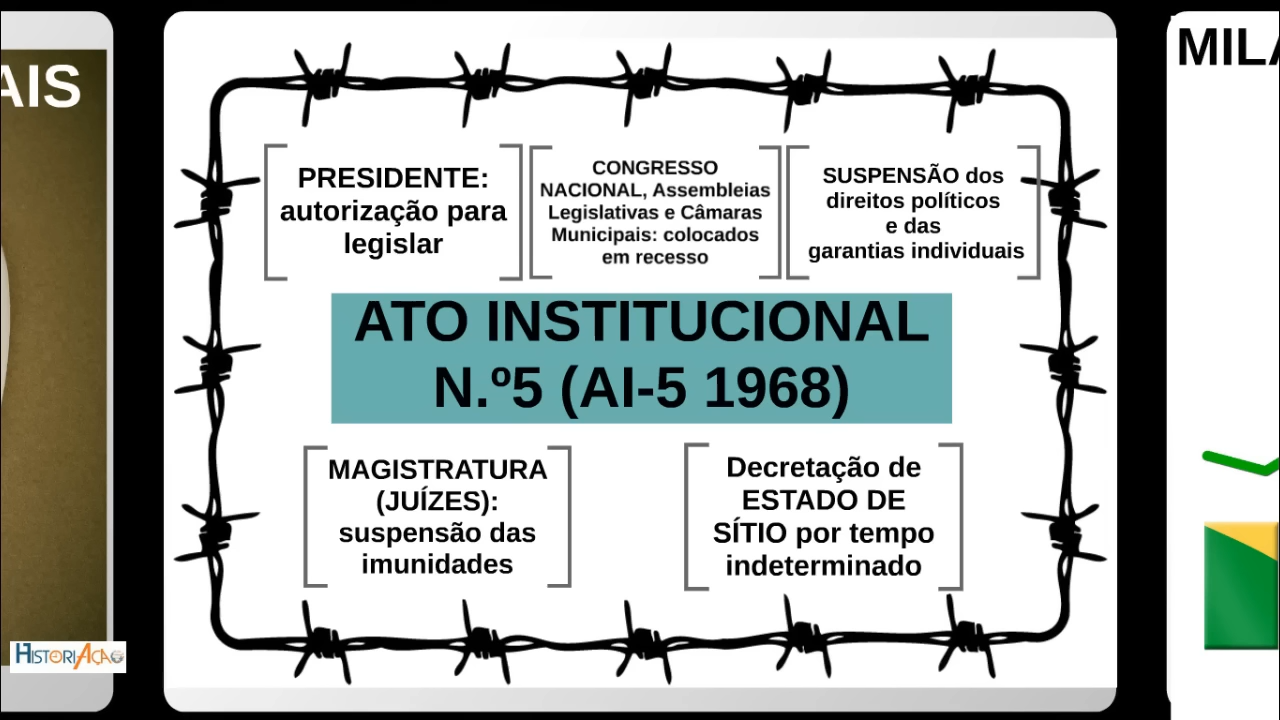 AIS
MILA
PRESIDENTE:
autorização para
legislar
CONGRESSO
NACIONAL, Assembleias
Legislativas e Câmaras
Municipais: colocados
em recesso
SUSPENSÃO dos
direitos políticos
e das
garantias individuais
ATO INSTITUCIONAL
N.º5 (AI-5 1968)
MAGISTRATURA
(JUÍZES):
suspensão das
imunidades
Decretação de
ESTADO DE
SÍTIO por tempo
indeterminado
HISTORIAÇÃO